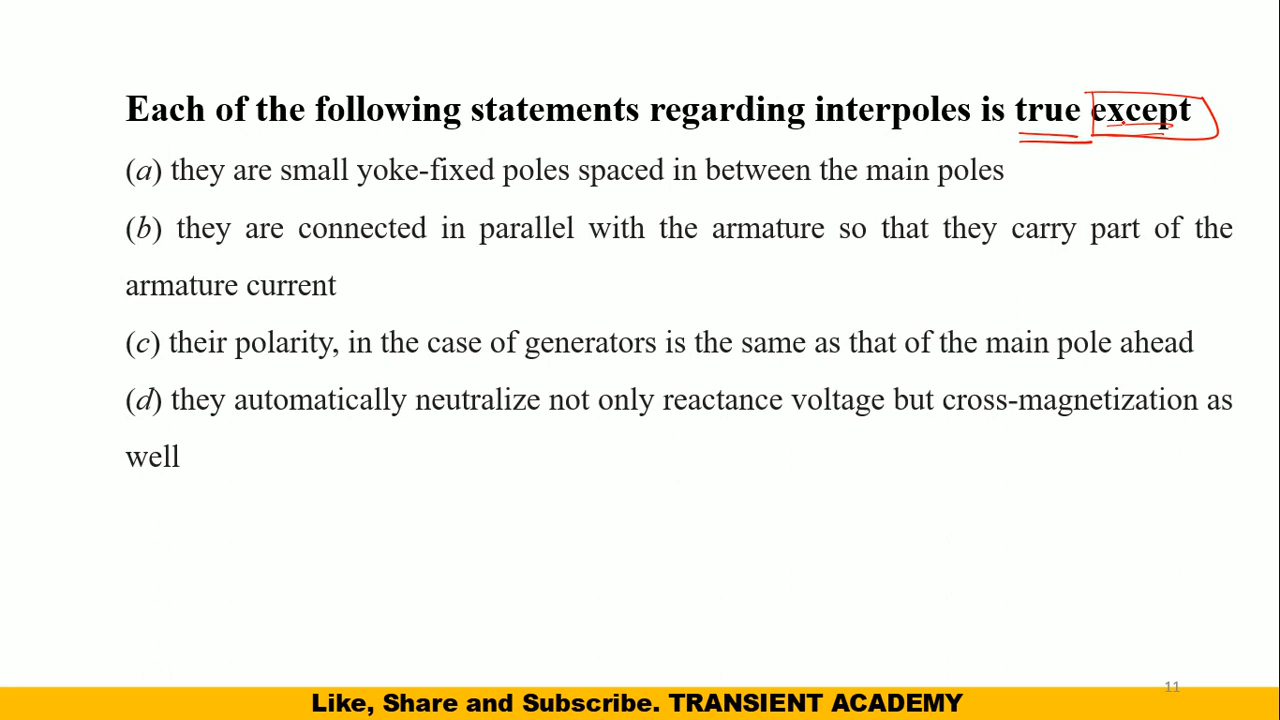 Each of the following statements regarding interpoles is true except
(a) they are small yoke-fixed poles spaced in between the main poles
(b) they are connected in parallel with the armature so that they carry part of the
armature current
(c) their polarity, in the case of generators is the same as that of the main pole ahead
(d) they automatically neutralize not only reactance voltage but cross-magnetization as
well
11
Like, Share and Subscribe. TRANSIENT ACADEMY